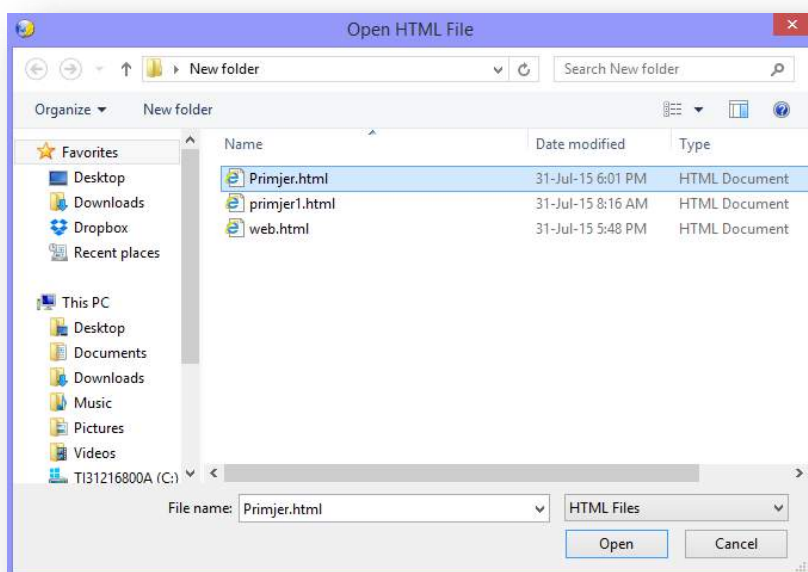 Open HTML File
New folder
Search New folder
Organize
New folder
Name
Date modified
Type
Favorites
Desktop
Downloads
Dropbox
Recent places
This PC
Desktop
Documents
Downloads
Music
Pictures
Videos
TI31216800A (C:)
Primjer.html 31-Jul-15 6:01 PM HTML Document
primjer1.html 31-Jul-15 8:16 AM HTML Document
web.html 31-Jul-15 5:48 PM HTML Document
File name: Primjer.html
HTML Files
Open
Cancel